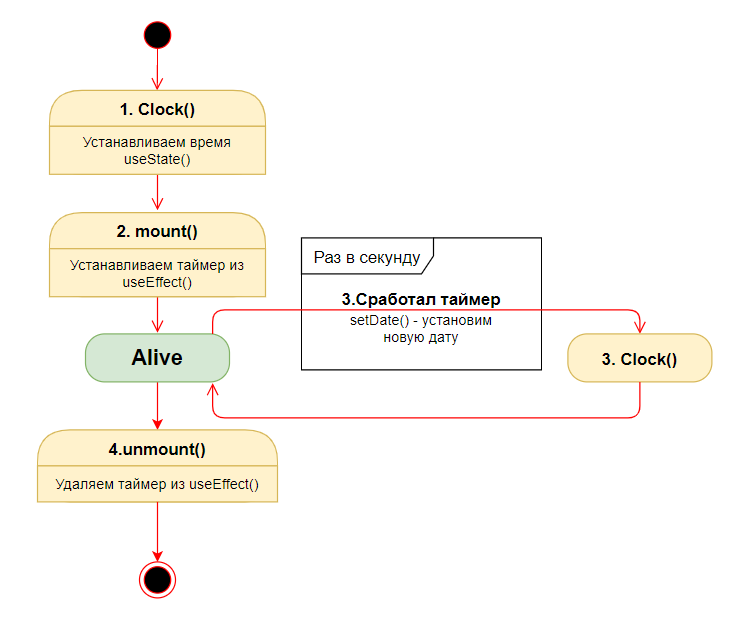 1. Clock()
Устанавливаем время
useState()
2. mount()
Устанавливаем таймер из
useEffect()
Раз в секунду
3.Сработал таймер
setDate() - установим
новую дату
Alive
3. Clock()
4.unmount()
Удаляем таймер из useEffect()